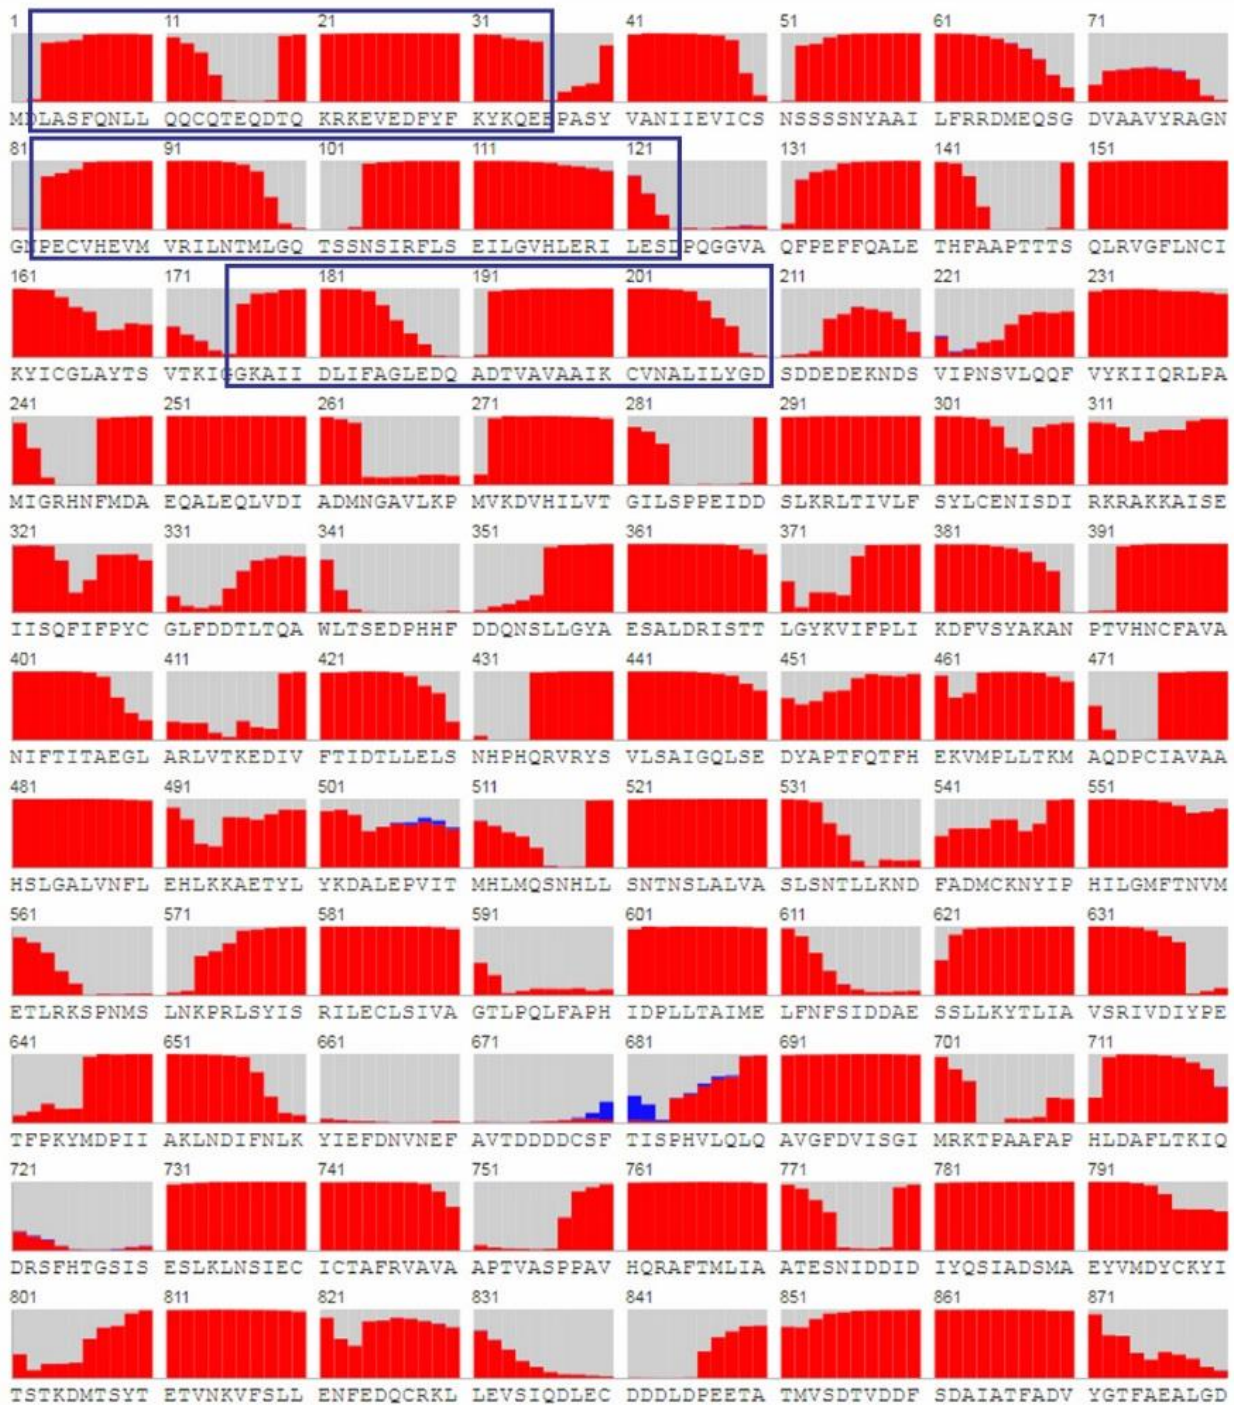 1 11 21 31 41 51 61 71
MDLASFQNLL QQCQTEQDTQ KRKEVEDFYF KYKQEHPASY VANIIEVICS NSSSSNYAAI LFRRDMEQSG DVAAVYRAGN
81 91 101 111 121 131 141 151
GNPECVHEVM VRILNTMLGQ TSSNSIRFLS EILGVHLERI LESDPQGGVA QFPEFFQALE THFAAPTTTS QLRVGFLNCI
161 171 181 191 201 211 221 231
KYICGLAYTS VTKIGGKAII DLIFAGLEDQ ADTVAVAAIK CVNALILYGD SDDEDEKNDS VIPNSVLQQF VYKIIQRLPA
241 251 261 271 281 291 301 311
MIGRHNFMDA EQALEQLVDI ADMNGAVLKP MVKDVHILVT GILSPPEIDD SLKRLTIVLF SYLCENISDI RKRAKKAISE
321 331 341 351 361 371 381 391
IISQFIFPYC GLFDDTLTQA WLTSEDPHHF DDQNSLLGYA ESALDRISTT LGYKVIFPLI KDFVSYAKAN PTVHNCFAVA
401 411 421 431 441 451 461 471
NIFTITAEGL ARLVTKEDIV FTIDTLLELS NHPHQRVRYS VLSAIGQLSE DYAPTFQTFH EKVMPLLTKM AQDPCIAVAA
481 491 501 511 521 531 541 551
HSLGALVNFL EHLKKAETYL YKDALEPVIT MHLMQSNHLL SNTNSLALVA SLSNTLLKND FADMCKNYIP HILGMFTNVM
561 571 581 591 601 611 621 631
ETLRKSPNMS LNKPRLSYIS RILECLSIVA GTLPQLFAPH IDPLLTAIME LFNFSIDDAE SSLLKYTLIA VSRIVDIYPE
641 651 661 671 681 691 701 711
TFPKYMDPII AKLNDIFNLK YIEFDNVNEF AVTDDDDCSF TISPHVLQLQ AVGFDVISGI MRKTPAAFAP HLDAFLTKIQ
721 731 741 751 761 771 781 791
DRSFHTGSIS ESLKLNSIEC ICTAFRVAVA APTVASPPAV HQRAFTMLIA ATESNIDDID IYQSIADSMA EYVMDYCKYI
801 811 821 831 841 851 861 871
TSTKDMTSYT ETVNKVFSLL ENFEDQCRKL LEVSIQDLEC DDDLDPEETA TMVSDTVDDF SDAIATFADV YGTFAEALGD